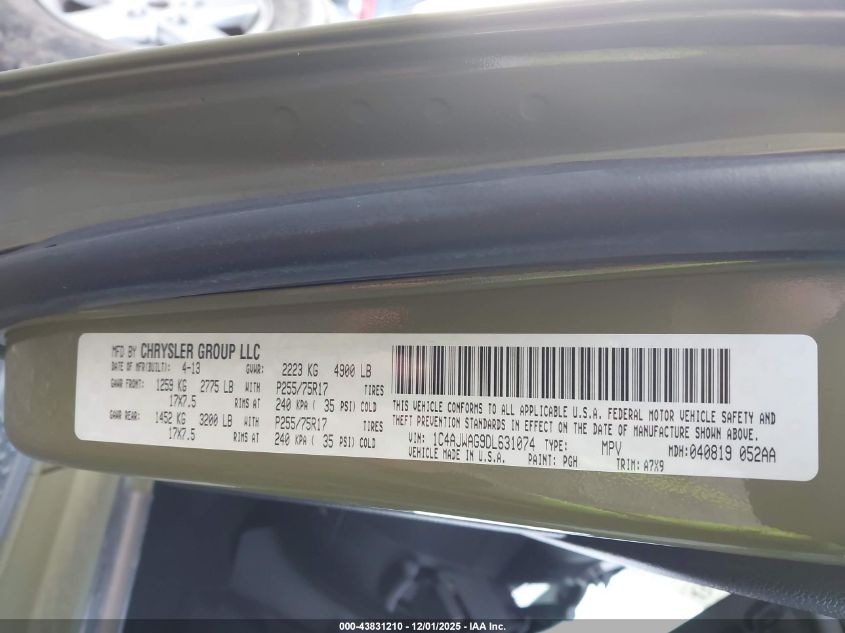 MFD BY CHRYSLER GROUP LLC
DATE OF MFR(BUILT): 4-13 GVWR: 2223 KG 4900 LB
GAWR FRONT: 1259 KG 2775 LB WITH P255/75R17 TIRES
17X7.5 RIMS AT 240 KPA ( 35 PSI) COLD
GAWR REAR: 1452 KG 3200 LB WITH P255/75R17 TIRES
17X7.5 RIMS AT 240 KPA ( 35 PSI) COLD
THIS VEHICLE CONFORMS TO ALL APPLICABLE U.S.A. FEDERAL MOTOR VEHICLE SAFETY AND
THEFT PREVENTION STANDARDS IN EFFECT ON THE DATE OF MANUFACTURE SHOWN ABOVE.
VIN: 1C4AJWAG9DL631074 TYPE: MPV MDH:040819 052AA
VEHICLE MADE IN U.S.A. PAINT: PGH TRIM: A7X9
000-43831210 - 12/01/2025 - IAA Inc.